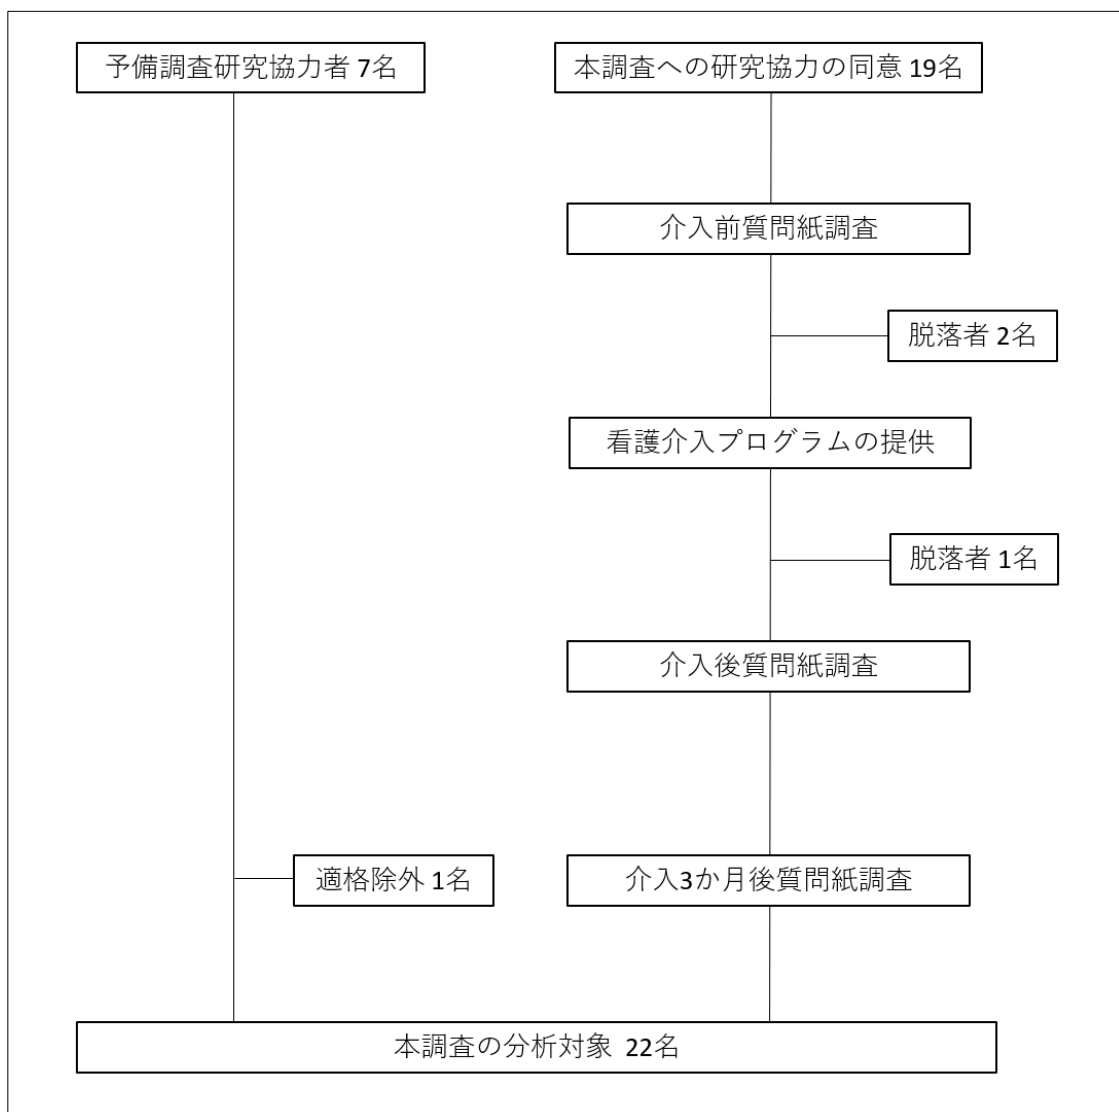 予備調査研究協力者 7名
本調査への研究協力の同意 19名
介入前質問紙調査
脱落者 2名
看護介入プログラムの提供
脱落者 1名
介入後質問紙調査
適格除外 1名
介入3か月後質問紙調査
本調査の分析対象 22名